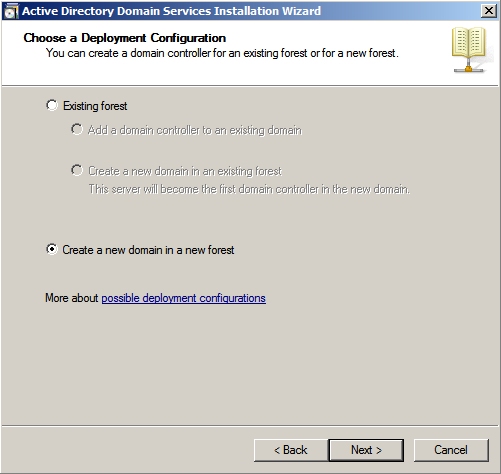 Active Directory Domain Services Installation Wizard
Choose a Deployment Configuration
You can create a domain controller for an existing forest or for a new forest.
Existing forest
Add a domain controller to an existing domain
Create a new domain in an existing forest
This server will become the first domain controller in the new domain.
Create a new domain in a new forest
More about possible deployment configurations
< Back Next > Cancel